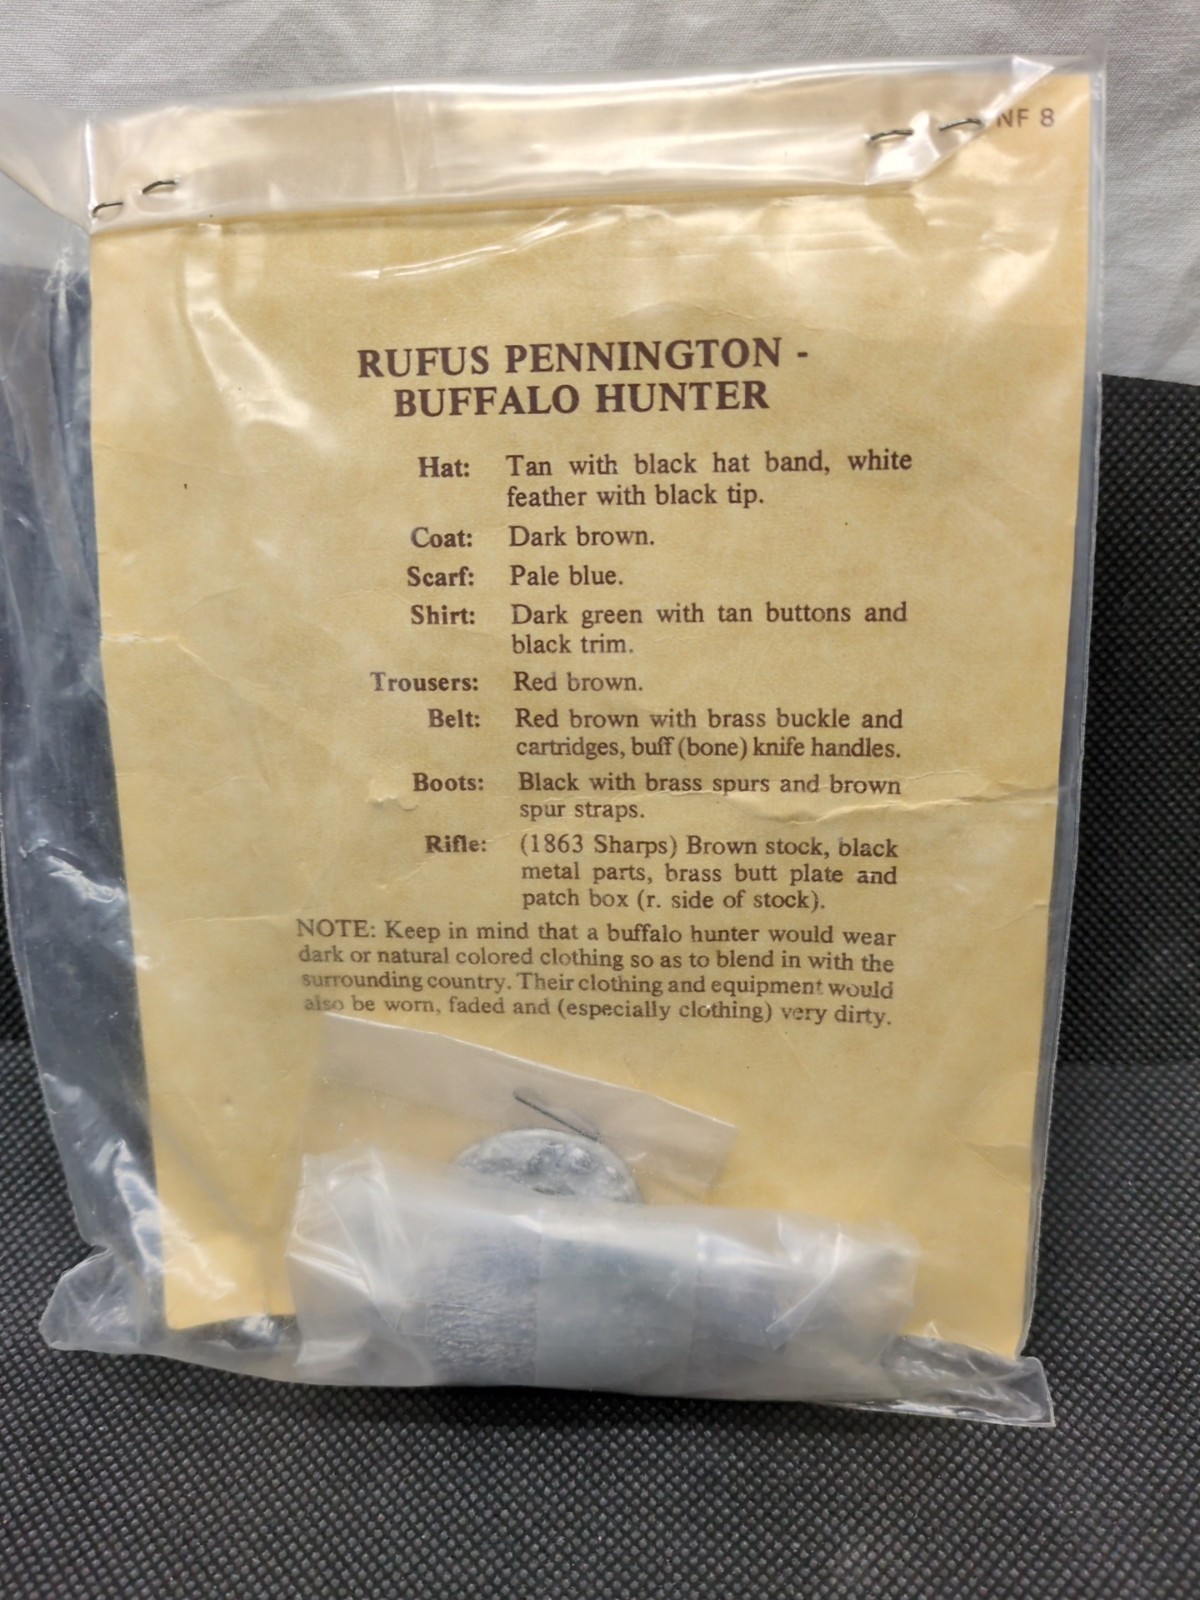 NF 8
RUFUS PENNINGTON -
BUFFALO HUNTER
Hat: Tan with black hat band, white
feather with black tip.
Coat: Dark brown.
Scarf: Pale blue.
Shirt: Dark green with tan buttons and
black trim.
Trousers: Red brown.
Belt: Red brown with brass buckle and
cartridges, buff (bone) knife handles.
Boots: Black with brass spurs and brown
spur straps.
Rifle: (1863 Sharps) Brown stock, black
metal parts, brass butt plate and
patch box (r. side of stock).
NOTE: Keep in mind that a buffalo hunter would wear
dark or natural colored clothing so as to blend in with the
surrounding country. Their clothing and equipment would
also be worn, faded and (especially clothing) very dirty.